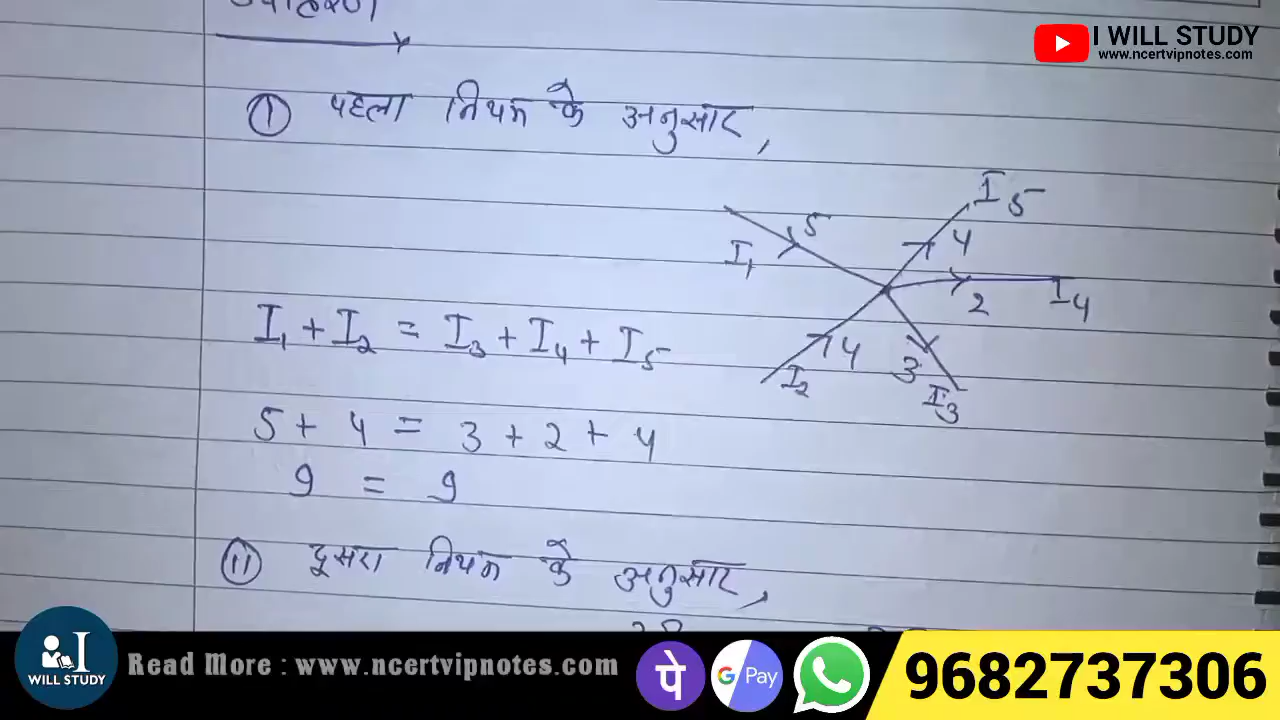 I WILL STUDY
www.ncertvipnotes.com
① पहला नियम के अनुसार,
I₅
5
4
I₁
2
I₄
I₁ + I₂ = I₃ + I₄ + I₅
4
3
I₂
I₃
5 + 4 = 3 + 2 + 4
9 = 9
ⓘⓘ दूसरा नियम के अनुसार,
I
WILL STUDY
Read More : www.ncertvipnotes.com
पे
G Pay
9682737306